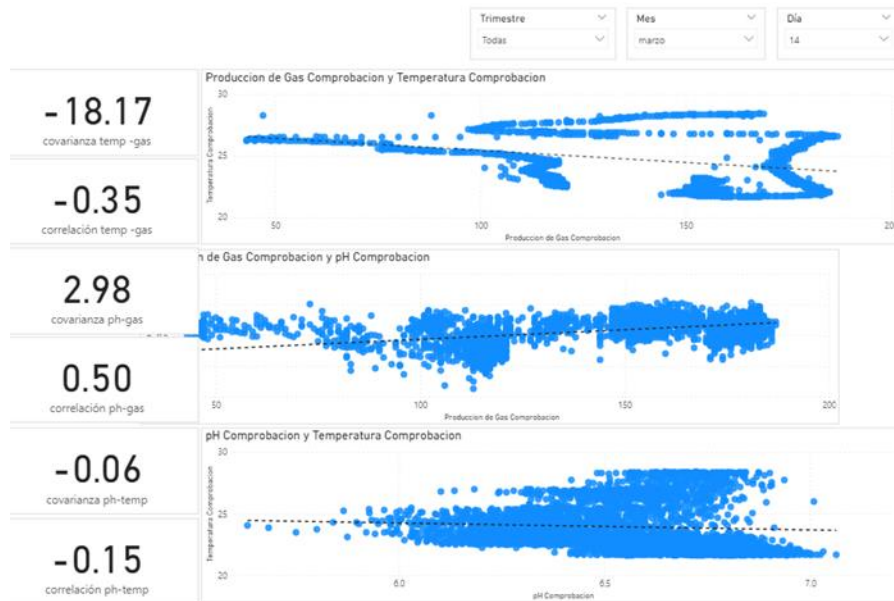 Trimestre
Todas
Mes
marzo
Día
14
-18.17
covarianza temp -gas
-0.35
correlación temp -gas
Produccion de Gas Comprobacion y Temperatura Comprobacion
Temperatura Comprobacion
30
25
20
50
100
150
200
Produccion de Gas Comprobacion
2.98
covarianza ph-gas
0.50
correlación ph-gas
n de Gas Comprobacion y pH Comprobacion
50
100
150
200
Produccion de Gas Comprobacion
-0.06
covarianza ph-temp
-0.15
correlación ph-temp
pH Comprobacion y Temperatura Comprobacion
Temperatura Comprobacion
30
25
20
6.0
6.5
7.0
pH Comprobacion